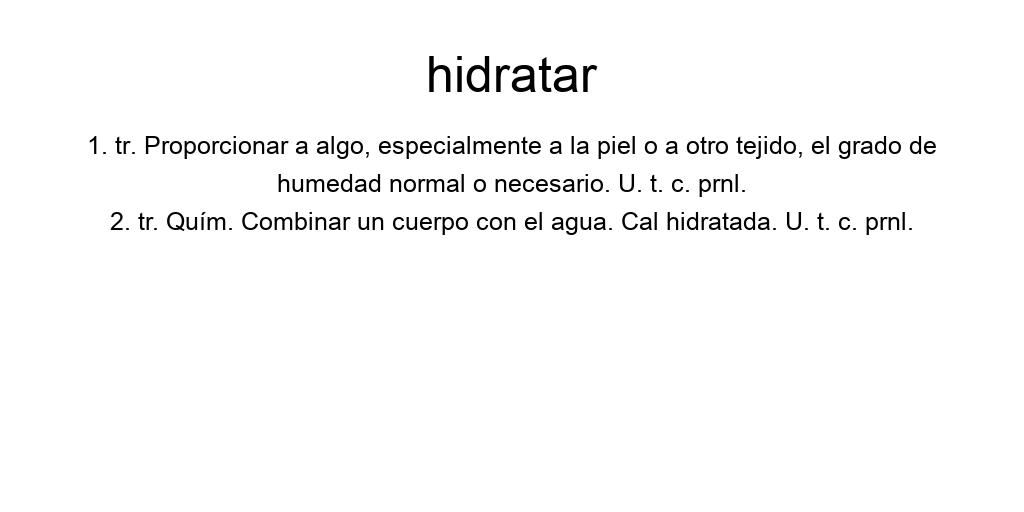 hidratar
1. tr. Proporcionar a algo, especialmente a la piel o a otro tejido, el grado de
humedad normal o necesario. U. t. c. prnl.
2. tr. Quím. Combinar un cuerpo con el agua. Cal hidratada. U. t. c. prnl.